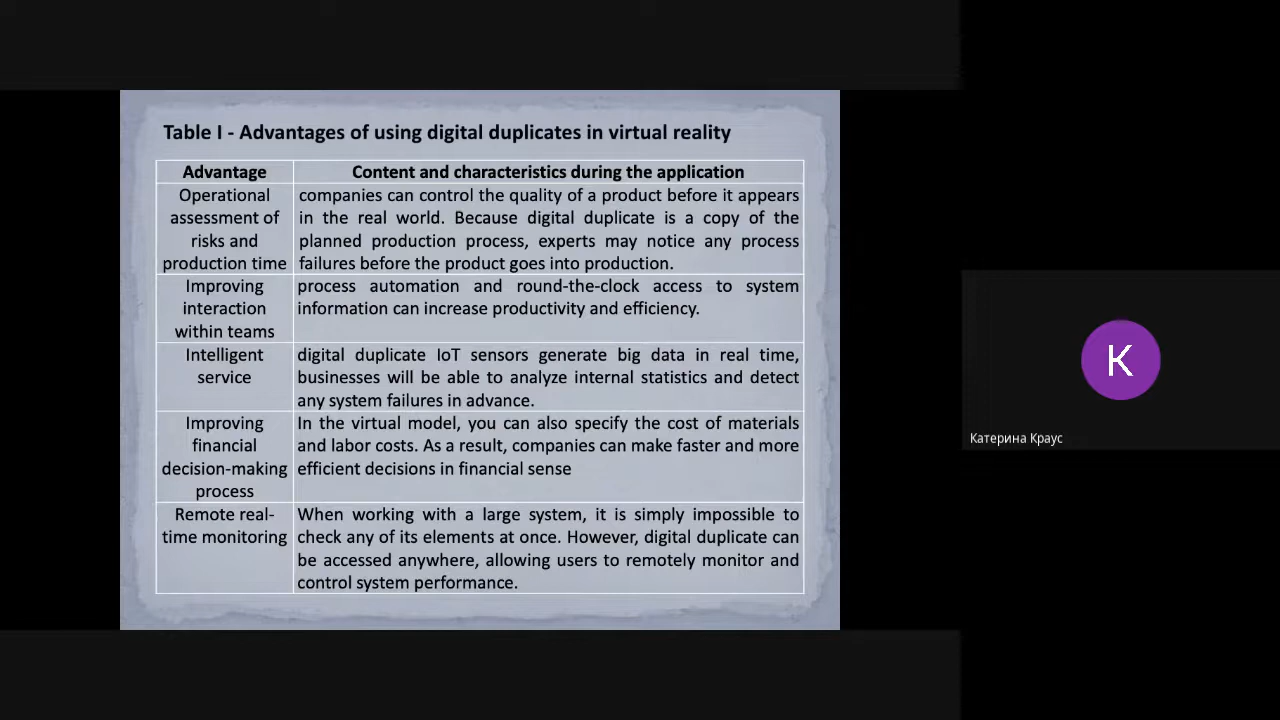 Table I - Advantages of using digital duplicates in virtual reality
Advantage
Content and characteristics during the application
Operational
assessment of
risks and
production time
companies can control the quality of a product before it appears
in the real world. Because digital duplicate is a copy of the
planned production process, experts may notice any process
failures before the product goes into production.
Improving
interaction
within teams
process automation and round-the-clock access to system
information can increase productivity and efficiency.
Intelligent
service
digital duplicate IoT sensors generate big data in real time,
businesses will be able to analyze internal statistics and detect
any system failures in advance.
Improving
financial
decision-making
process
In the virtual model, you can also specify the cost of materials
and labor costs. As a result, companies can make faster and more
efficient decisions in financial sense
Remote real-
time monitoring
When working with a large system, it is simply impossible to
check any of its elements at once. However, digital duplicate can
be accessed anywhere, allowing users to remotely monitor and
control system performance.
K
Катерина Краус